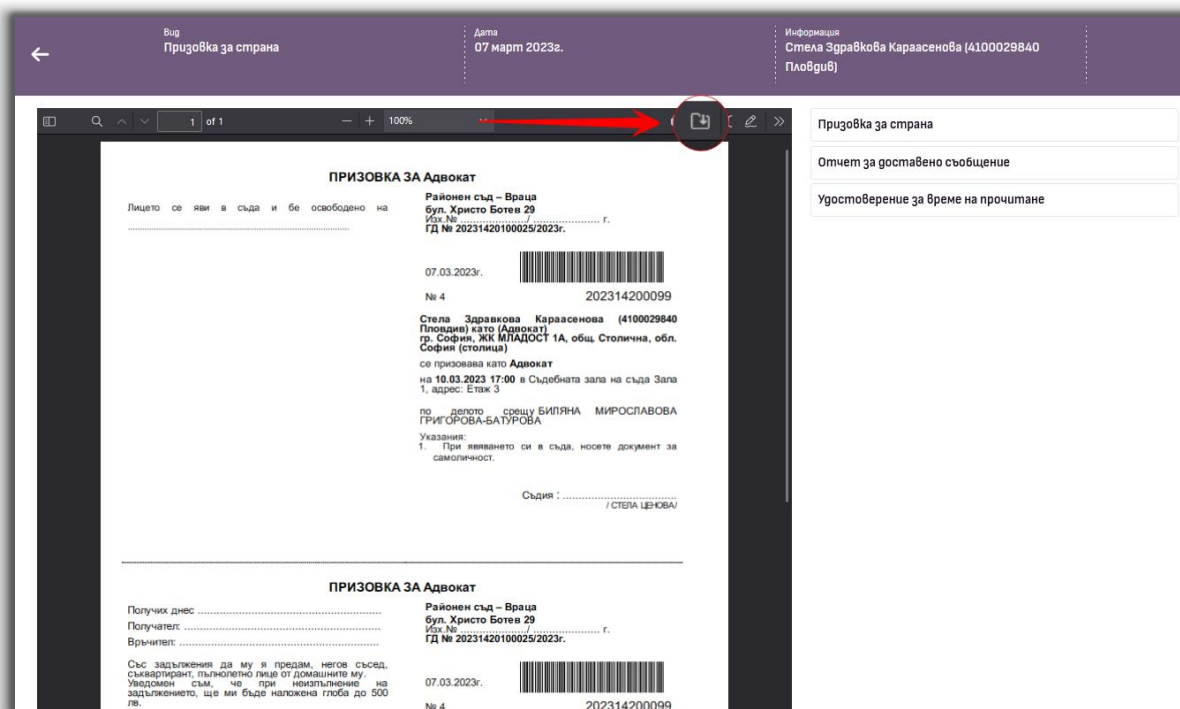 Вид
Призовка за страна
Дата
07 март 2023г.
Информация
Стела Здравкова Караасенова (4100029840
Пловдив)
1 of 1
100%
Призовка за страна
Отчет за доставено съобщение
Удостоверение за време на прочитане
ПРИЗОВКА ЗА Адвокат
Лицето се яви в съда и бе освободено на
........................................................................
Районен съд – Враца
бул. Христо Ботев 29
Изх.№ ..................../ .................... г.
ГД № 20231420100025/2023г.
07.03.2023г.
№ 4
202314200099
Стела Здравкова Караасенова (4100029840
Пловдив) като (Адвокат)
гр. София, ЖК МЛАДОСТ 1А, общ. Столична, обл.
София (столица)
се призовава като Адвокат
на 10.03.2023 17:00 в Съдебната зала на съда Зала
1, адрес: Етаж 3
по делото срещу БИЛЯНА МИРОСЛАВОВА
ГРИГОРОВА-БАТУРОВА
Указания:
1. При явяването си в съда, носете документ за
самоличност.
Съдия : ....................................
/ СТЕЛА ЦЕНОВА/
ПРИЗОВКА ЗА Адвокат
Получих днес ..........................................................
Получател: ..............................................................
Връчител: ...............................................................
Със задължения да му я предам, негов съсед,
съквартирант, пълнолетно лице от домашните му.
Уведомен съм, че при неизпълнение на
задължението, ще ми бъде наложена глоба до 500
лв.
Районен съд – Враца
бул. Христо Ботев 29
Изх.№ ..................../ .................... г.
ГД № 20231420100025/2023г.
07.03.2023г.
№ 4
202314200099